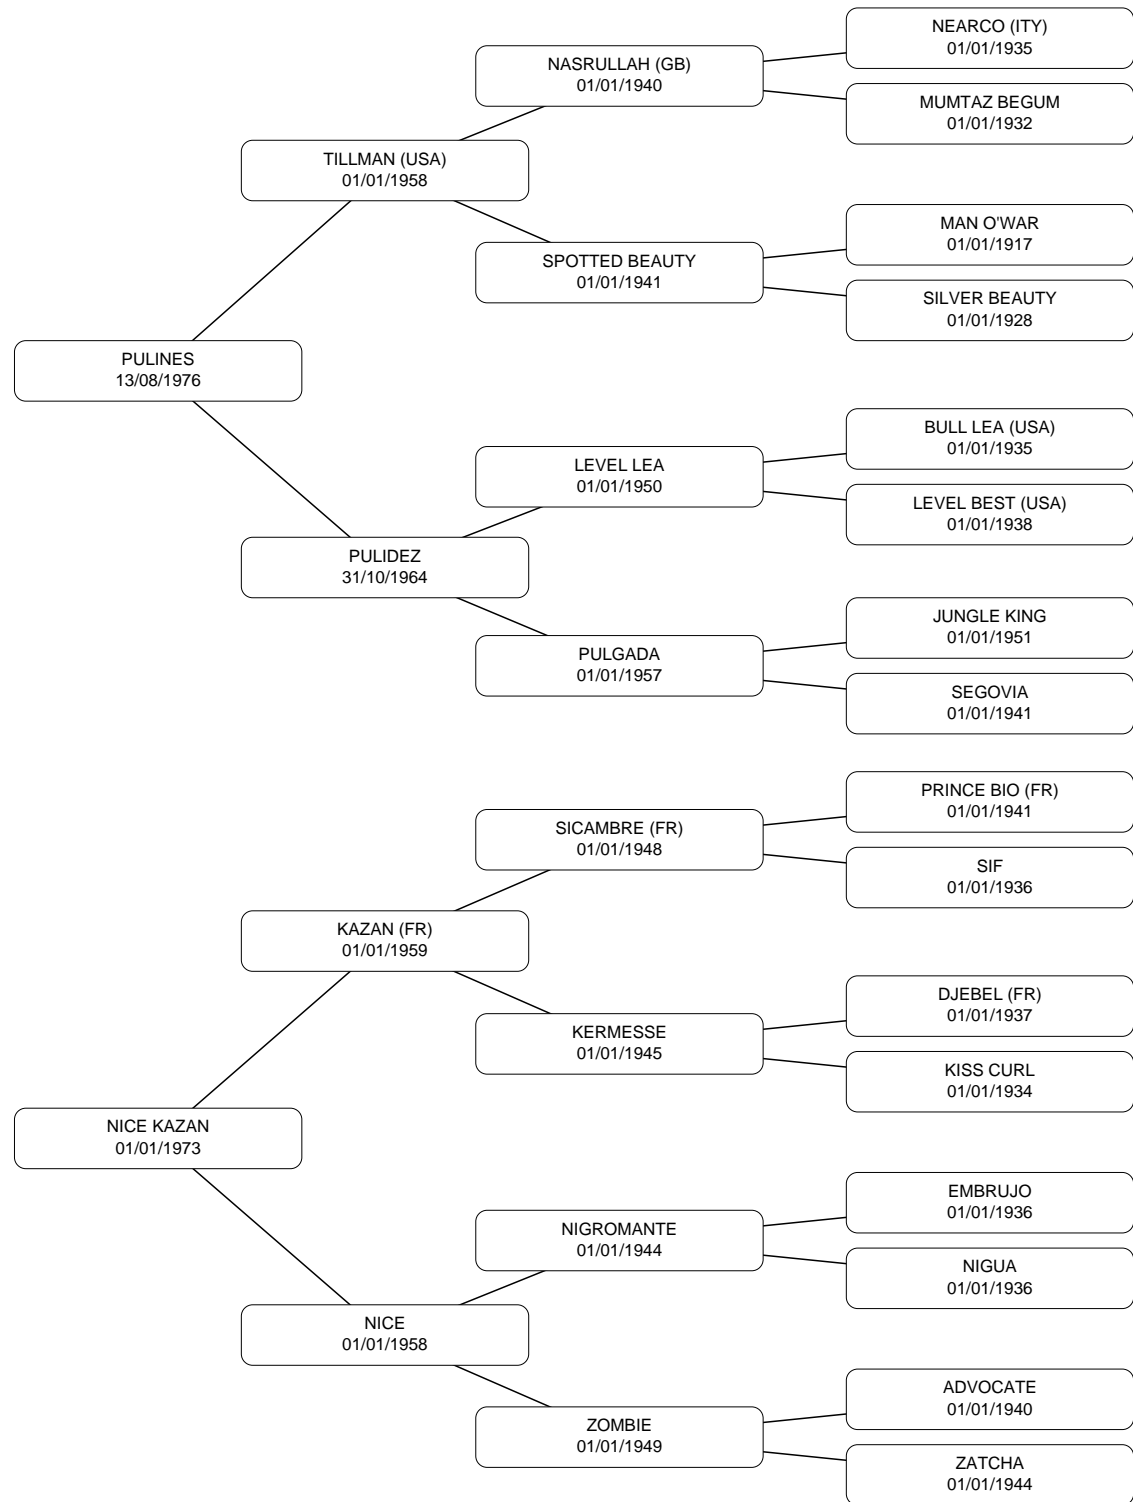 NEARCO (ITY)
01/01/1935
NASRULLAH (GB)
01/01/1940
MUMTAZ BEGUM
01/01/1932
TILLMAN (USA)
01/01/1958
MAN O'WAR
01/01/1917
SPOTTED BEAUTY
01/01/1941
SILVER BEAUTY
01/01/1928
PULINES
13/08/1976
BULL LEA (USA)
01/01/1935
LEVEL LEA
01/01/1950
LEVEL BEST (USA)
01/01/1938
PULIDEZ
31/10/1964
JUNGLE KING
01/01/1951
PULGADA
01/01/1957
SEGOVIA
01/01/1941
PRINCE BIO (FR)
01/01/1941
SICAMBRE (FR)
01/01/1948
SIF
01/01/1936
KAZAN (FR)
01/01/1959
DJEBEL (FR)
01/01/1937
KERMESSE
01/01/1945
KISS CURL
01/01/1934
NICE KAZAN
01/01/1973
EMBRUJO
01/01/1936
NIGROMANTE
01/01/1944
NIGUA
01/01/1936
NICE
01/01/1958
ADVOCATE
01/01/1940
ZOMBIE
01/01/1949
ZATCHA
01/01/1944